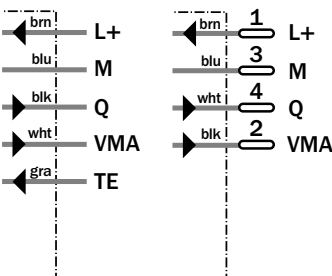 brn L+
blu M
blk Q
wht VMA
gra TE
brn 1 L+
blu 3 M
wht 4 Q
blk 2 VMA